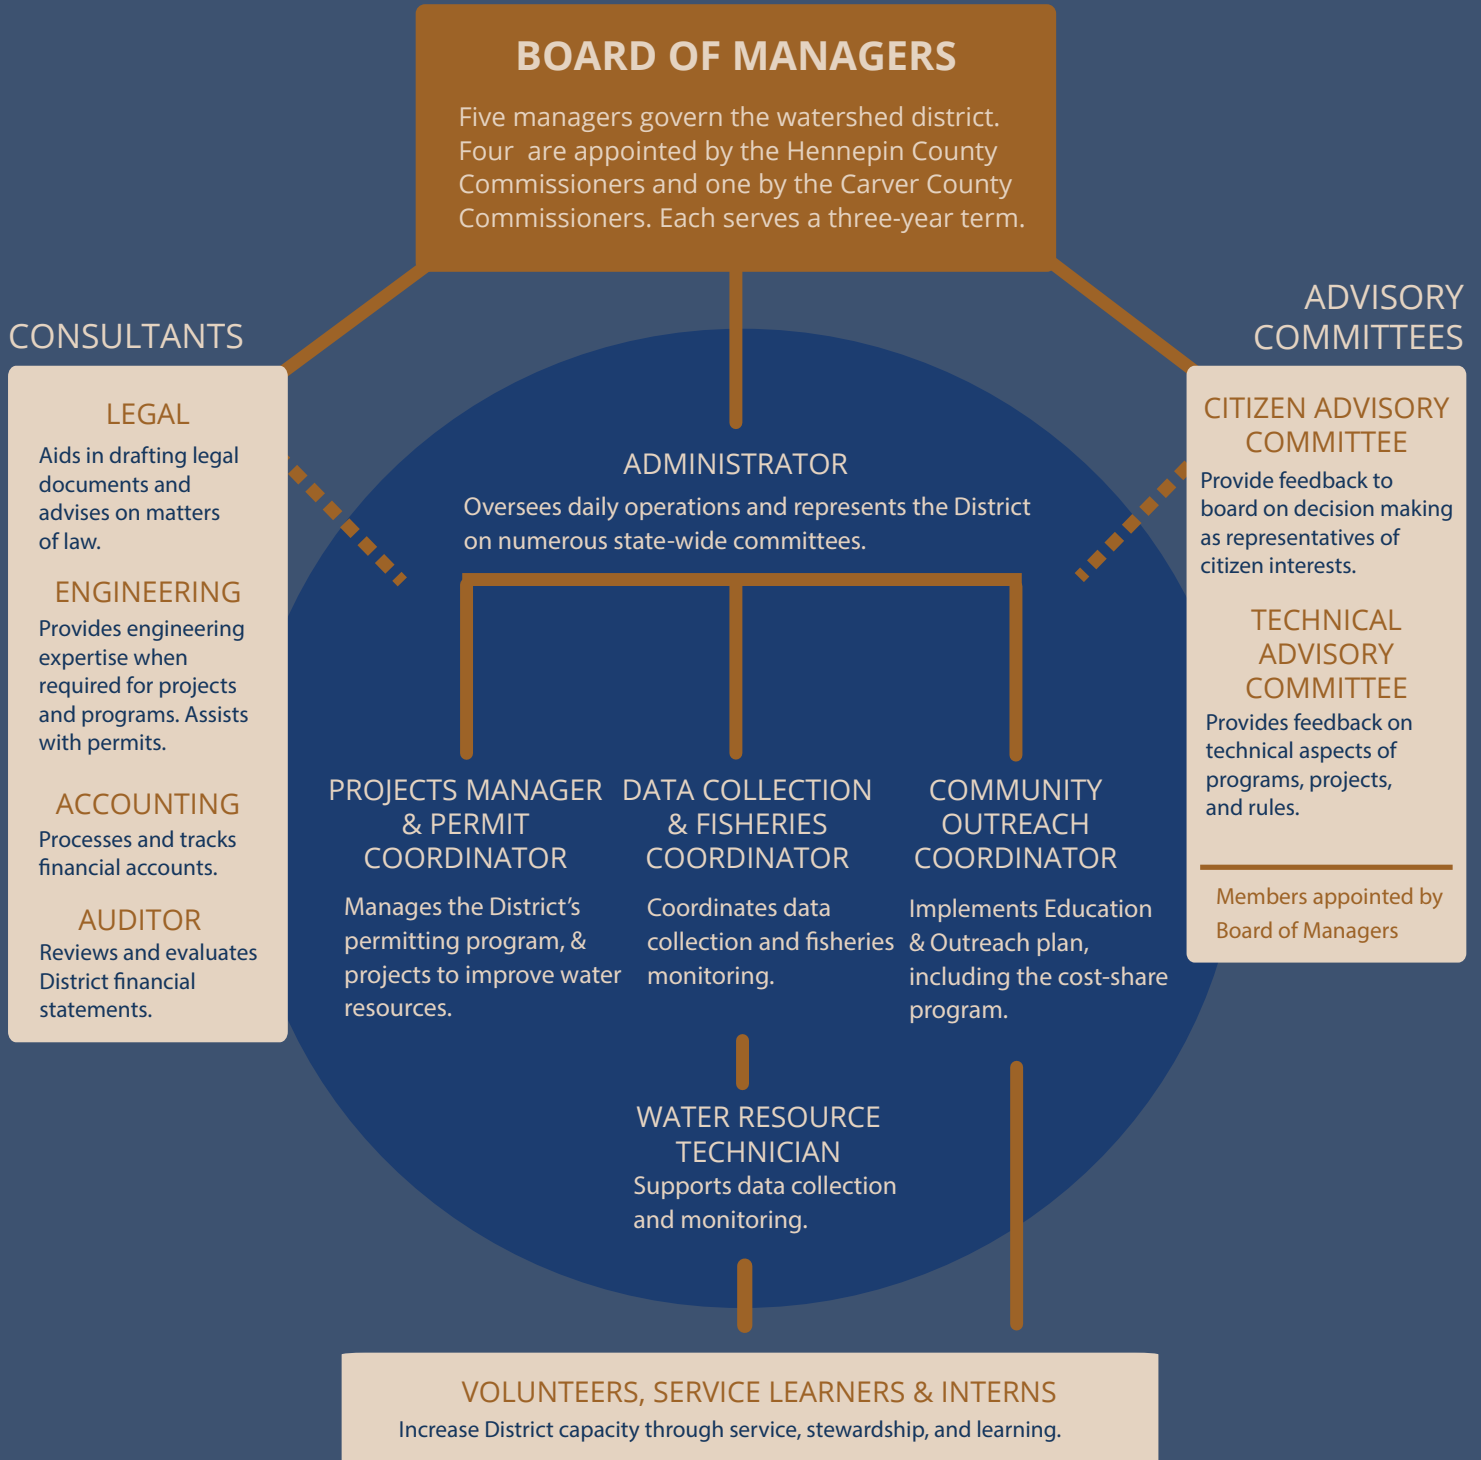 BOARD OF MANAGERS
Five managers govern the watershed district.
Four are appointed by the Hennepin County
Commissioners and one by the Carver County
Commissioners. Each serves a three-year term.
CONSULTANTS
LEGAL
Aids in drafting legal
documents and
advises on matters
of law.
ENGINEERING
Provides engineering
expertise when
required for projects
and programs. Assists
with permits.
ACCOUNTING
Processes and tracks
financial accounts.
AUDITOR
Reviews and evaluates
District financial
statements.
ADMINISTRATOR
Oversees daily operations and represents the District
on numerous state-wide committees.
PROJECTS MANAGER
& PERMIT
COORDINATOR
Manages the District's
permitting program, &
projects to improve water
resources.
DATA COLLECTION
& FISHERIES
COORDINATOR
Coordinates data
collection and fisheries
monitoring.
WATER RESOURCE
TECHNICIAN
Supports data collection
and monitoring.
COMMUNITY
OUTREACH
COORDINATOR
Implements Education
& Outreach plan,
including the cost-share
program.
ADVISORY
COMMITTEES
CITIZEN ADVISORY
COMMITTEE
Provide feedback to
board on decision making
as representatives of
citizen interests.
TECHNICAL
ADVISORY
COMMITTEE
Provides feedback on
technical aspects of
programs, projects,
and rules.
Members appointed by
Board of Managers
VOLUNTEERS, SERVICE LEARNERS & INTERNS
Increase District capacity through service, stewardship, and learning.